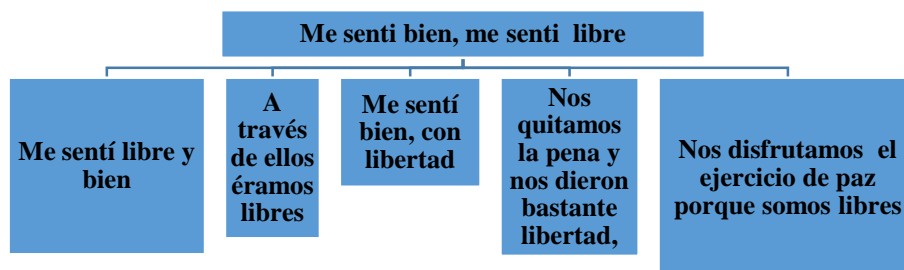 Me senti bien, me senti libre
Me sentí libre y
bien
A
través
de ellos
éramos
libres
Me sentí
bien, con
libertad
Nos
quitamos
la pena y
nos dieron
bastante
libertad,
Nos disfrutamos el
ejercicio de paz
porque somos libres